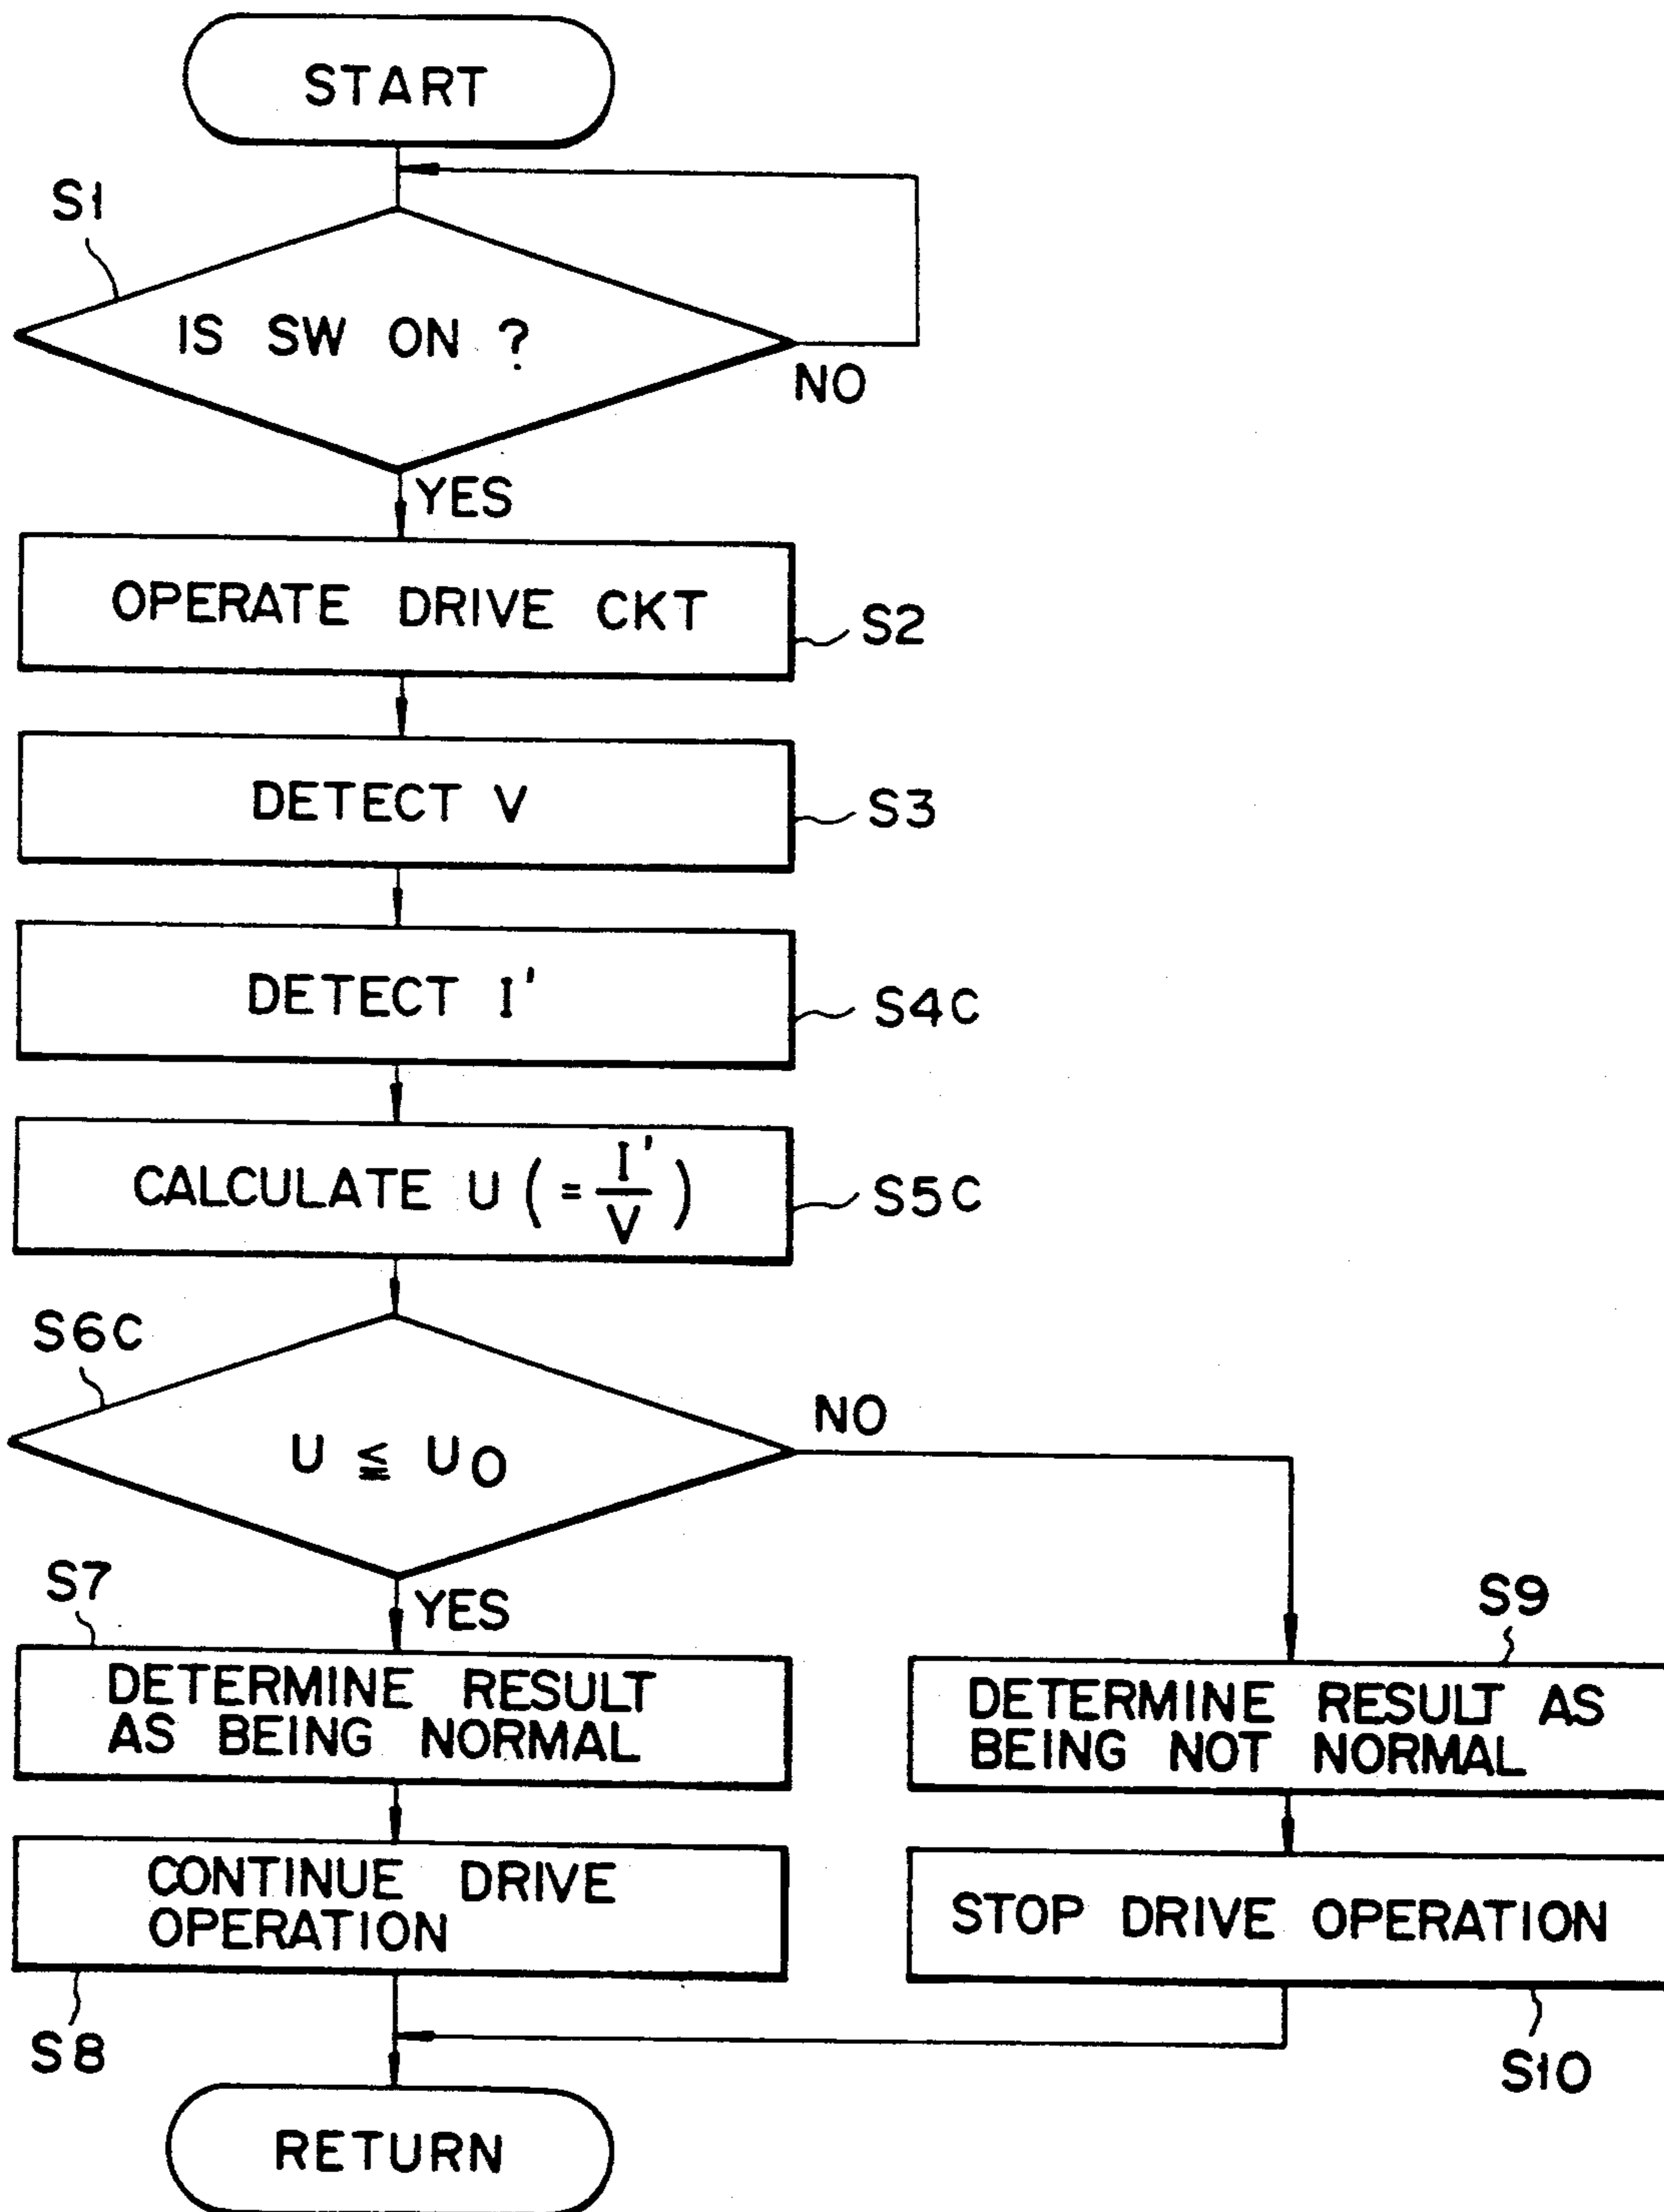 START
S1
IS SW ON ?
NO
YES
OPERATE DRIVE CKT
S2
DETECT V
S3
DETECT I'
S4C
CALCULATE U (= I'/V)
S5C
S6C
U ≦ U0
NO
YES
S7
DETERMINE RESULT
AS BEING NORMAL
S9
DETERMINE RESULT AS
BEING NOT NORMAL
CONTINUE DRIVE
OPERATION
S8
STOP DRIVE OPERATION
S10
RETURN